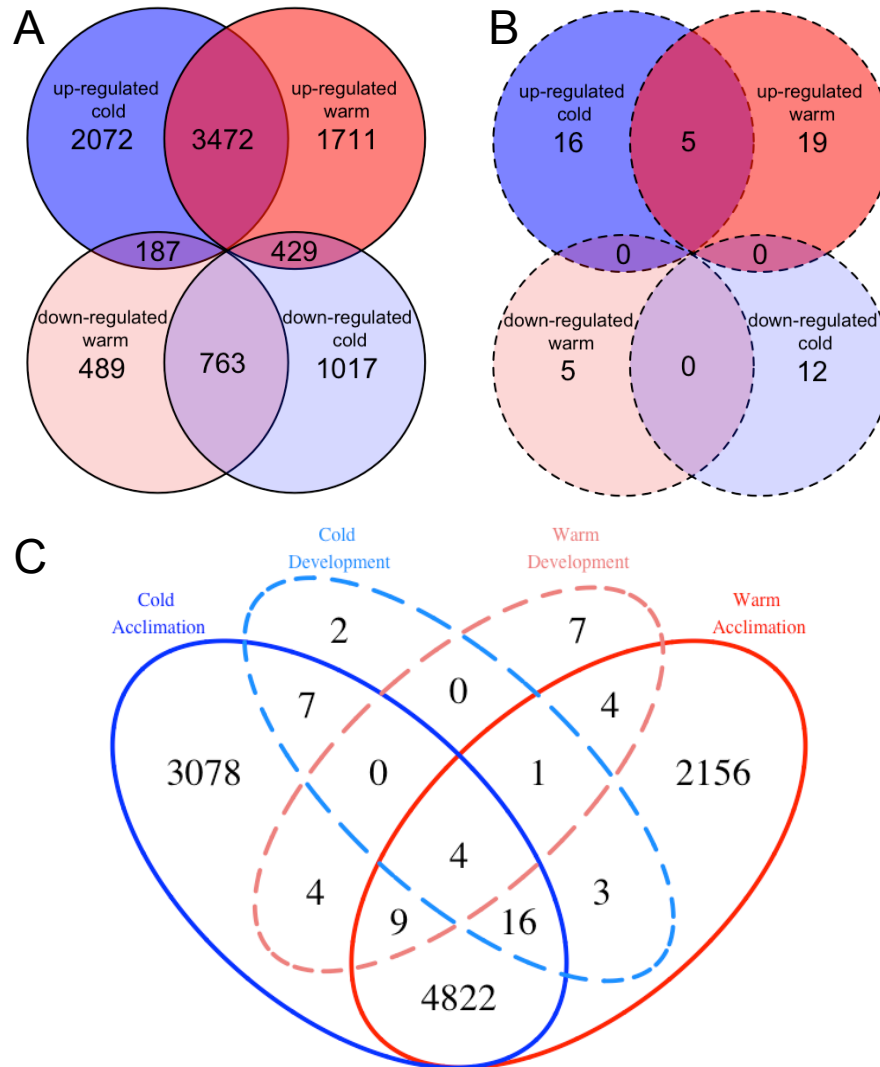 A
up-regulated
cold
2072
3472
up-regulated
warm
1711
187
429
down-regulated
warm
489
763
down-regulated
cold
1017
B
up-regulated
cold
16
5
up-regulated
warm
19
0
0
down-regulated
warm
5
0
down-regulated
cold
12
C
Cold
Development
Warm
Development
Cold
Acclimation
Warm
Acclimation
2
7
7
0
4
3078
0
1
2156
4
4
3
9
16
4822